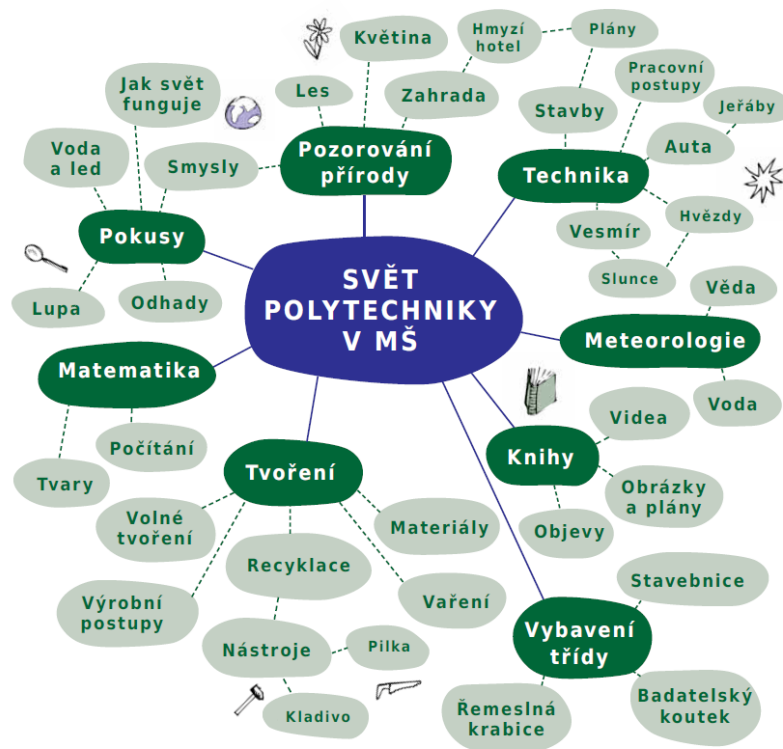 Květina
Hmyzí
hotel
Plány
Jak svět
funguje
Les
Zahrada
Stavby
Pracovní
postupy
Jeřáby
Voda
a led
Smysly
Pozorování
přírody
Auta
Technika
Pokusy
Vesmír
Hvězdy
Lupa
Odhady
SVĚT
POLYTECHNIKY
V MŠ
Slunce
Věda
Meteorologie
Matematika
Voda
Videa
Počítání
Tvoření
Knihy
Tvary
Obrázky
a plány
Volné
tvoření
Materiály
Objevy
Recyklace
Stavebnice
Výrobní
postupy
Vaření
Vybavení
třídy
Nástroje
Pilka
Kladivo
Řemeslná
krabice
Badatelský
koutek